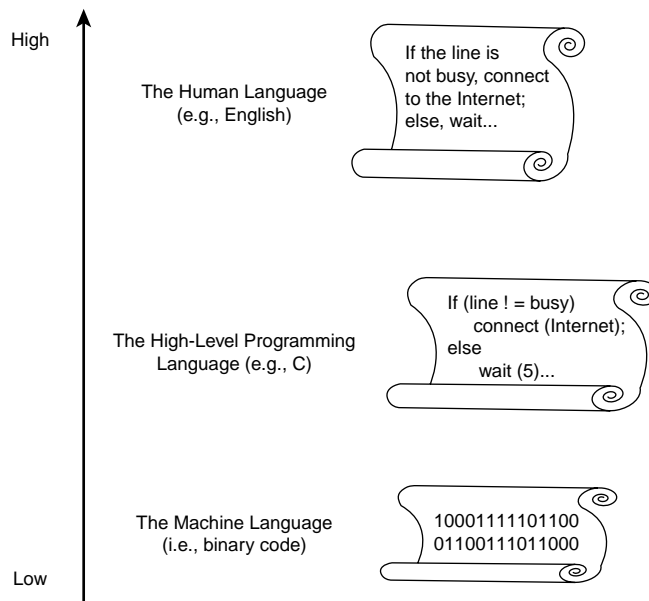 High
The Human Language
(e.g., English)
If the line is
not busy, connect
to the Internet;
else, wait...
The High-Level Programming
Language (e.g., C)
If (line ! = busy)
connect (Internet);
else
wait (5)...
The Machine Language
(i.e., binary code)
10001111101100
01100111011000
Low